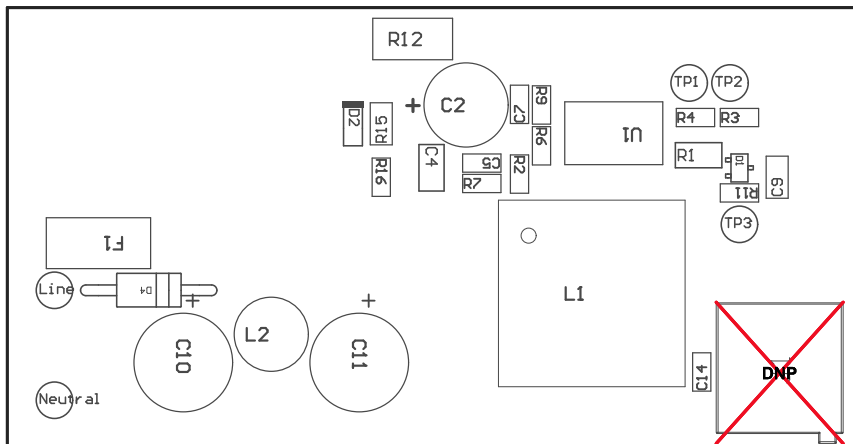 R12
C2
C7
R9
R6
D2
R15
R16
C4
C5
R7
R2
U1
TP1
TP2
R4
R3
R1
D1
R11
C9
TP3
F1
Line
D4
+
+
+
C10
L2
C11
L1
Neutral
C14
DNP